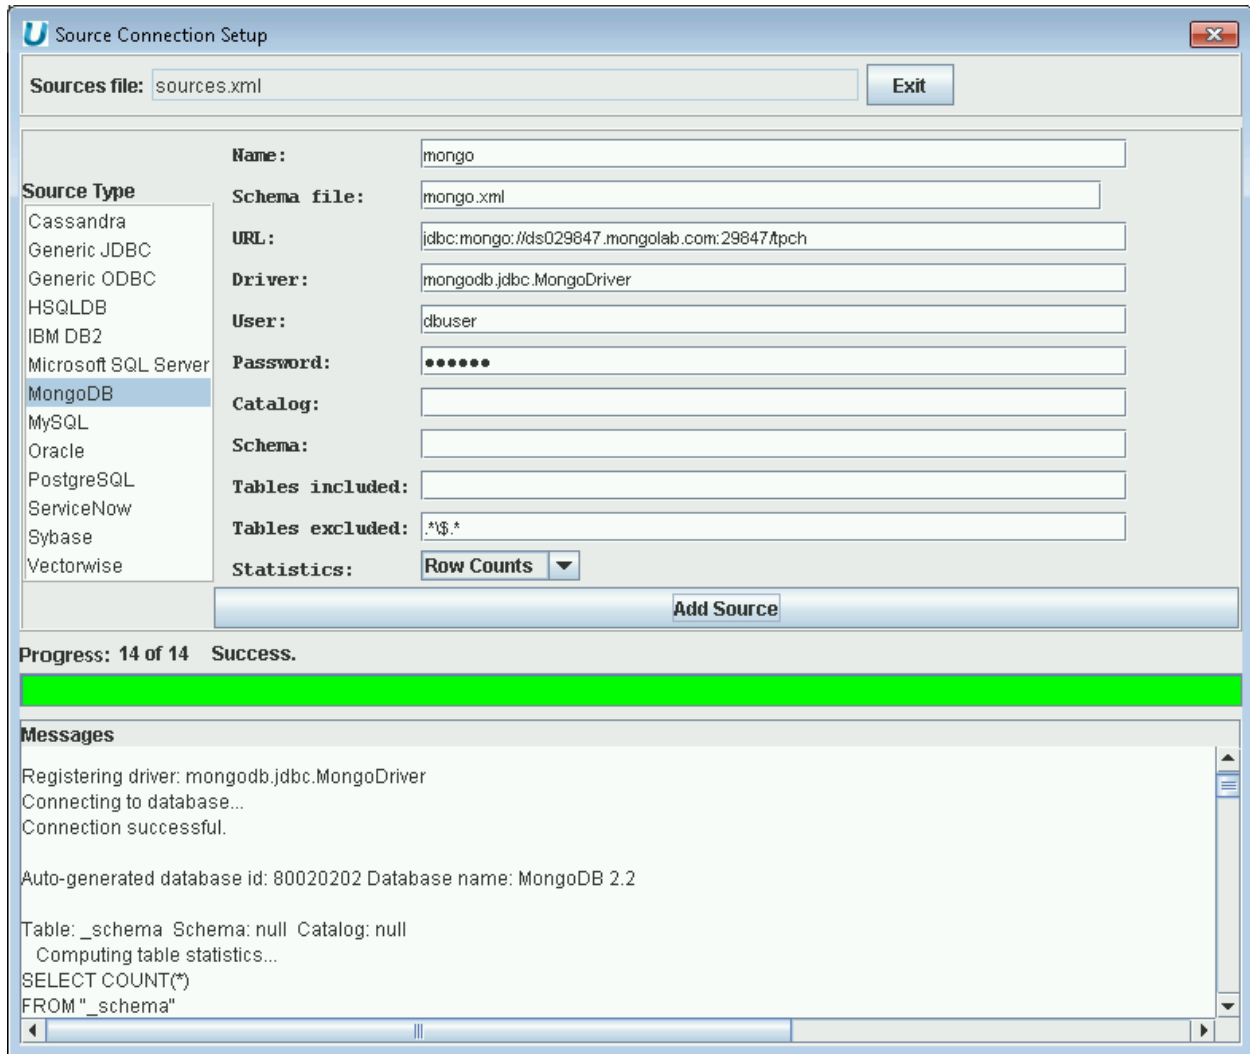 Source Connection Setup
Sources file: sources.xml Exit
Source Type
Cassandra
Generic JDBC
Generic ODBC
HSQLDB
IBM DB2
Microsoft SQL Server
MongoDB
MySQL
Oracle
PostgreSQL
ServiceNow
Sybase
Vectorwise
Name: mongo
Schema file: mongo.xml
URL: jdbc:mongo://ds029847.mongolab.com:29847/tpch
Driver: mongodb.jdbc.MongoDriver
User: dbuser
Password: ●●●●●●
Catalog:
Schema:
Tables included:
Tables excluded: .*\$.*
Statistics: Row Counts
Add Source
Progress: 14 of 14 Success.
Messages
Registering driver: mongodb.jdbc.MongoDriver
Connecting to database...
Connection successful.
Auto-generated database id: 80020202 Database name: MongoDB 2.2
Table: _schema Schema: null Catalog: null
Computing table statistics...
SELECT COUNT(*)
FROM "_schema"